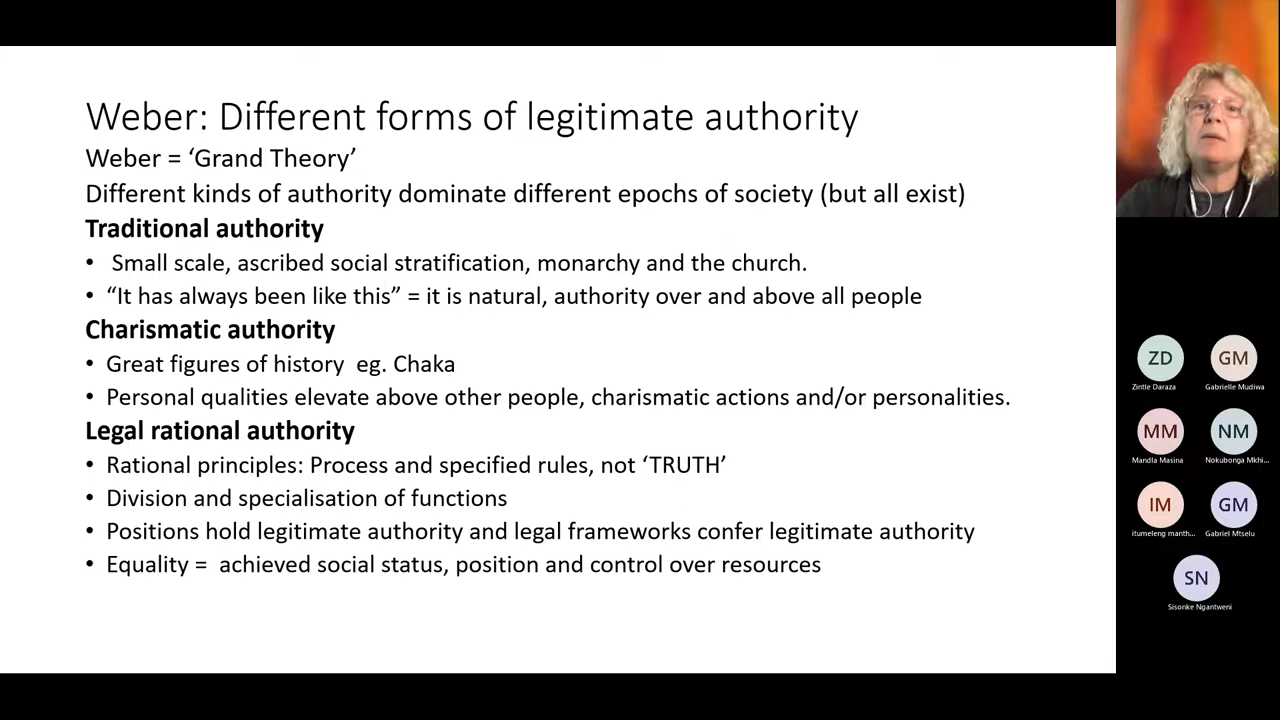 Weber: Different forms of legitimate authority
Weber = ‘Grand Theory’
Different kinds of authority dominate different epochs of society (but all exist)
Traditional authority
• Small scale, ascribed social stratification, monarchy and the church.
• “It has always been like this” = it is natural, authority over and above all people
Charismatic authority
• Great figures of history eg. Chaka
• Personal qualities elevate above other people, charismatic actions and/or personalities.
Legal rational authority
• Rational principles: Process and specified rules, not ‘TRUTH’
• Division and specialisation of functions
• Positions hold legitimate authority and legal frameworks confer legitimate authority
• Equality = achieved social status, position and control over resources
ZD
GM
Zintle Daraza
Gabrielle Mudiwa
MM
NM
Mandla Masina
Nokubonga Mkhi...
IM
GM
itumeleng manth...
Gabriel Mtselu
SN
Sisonke Ngantweni